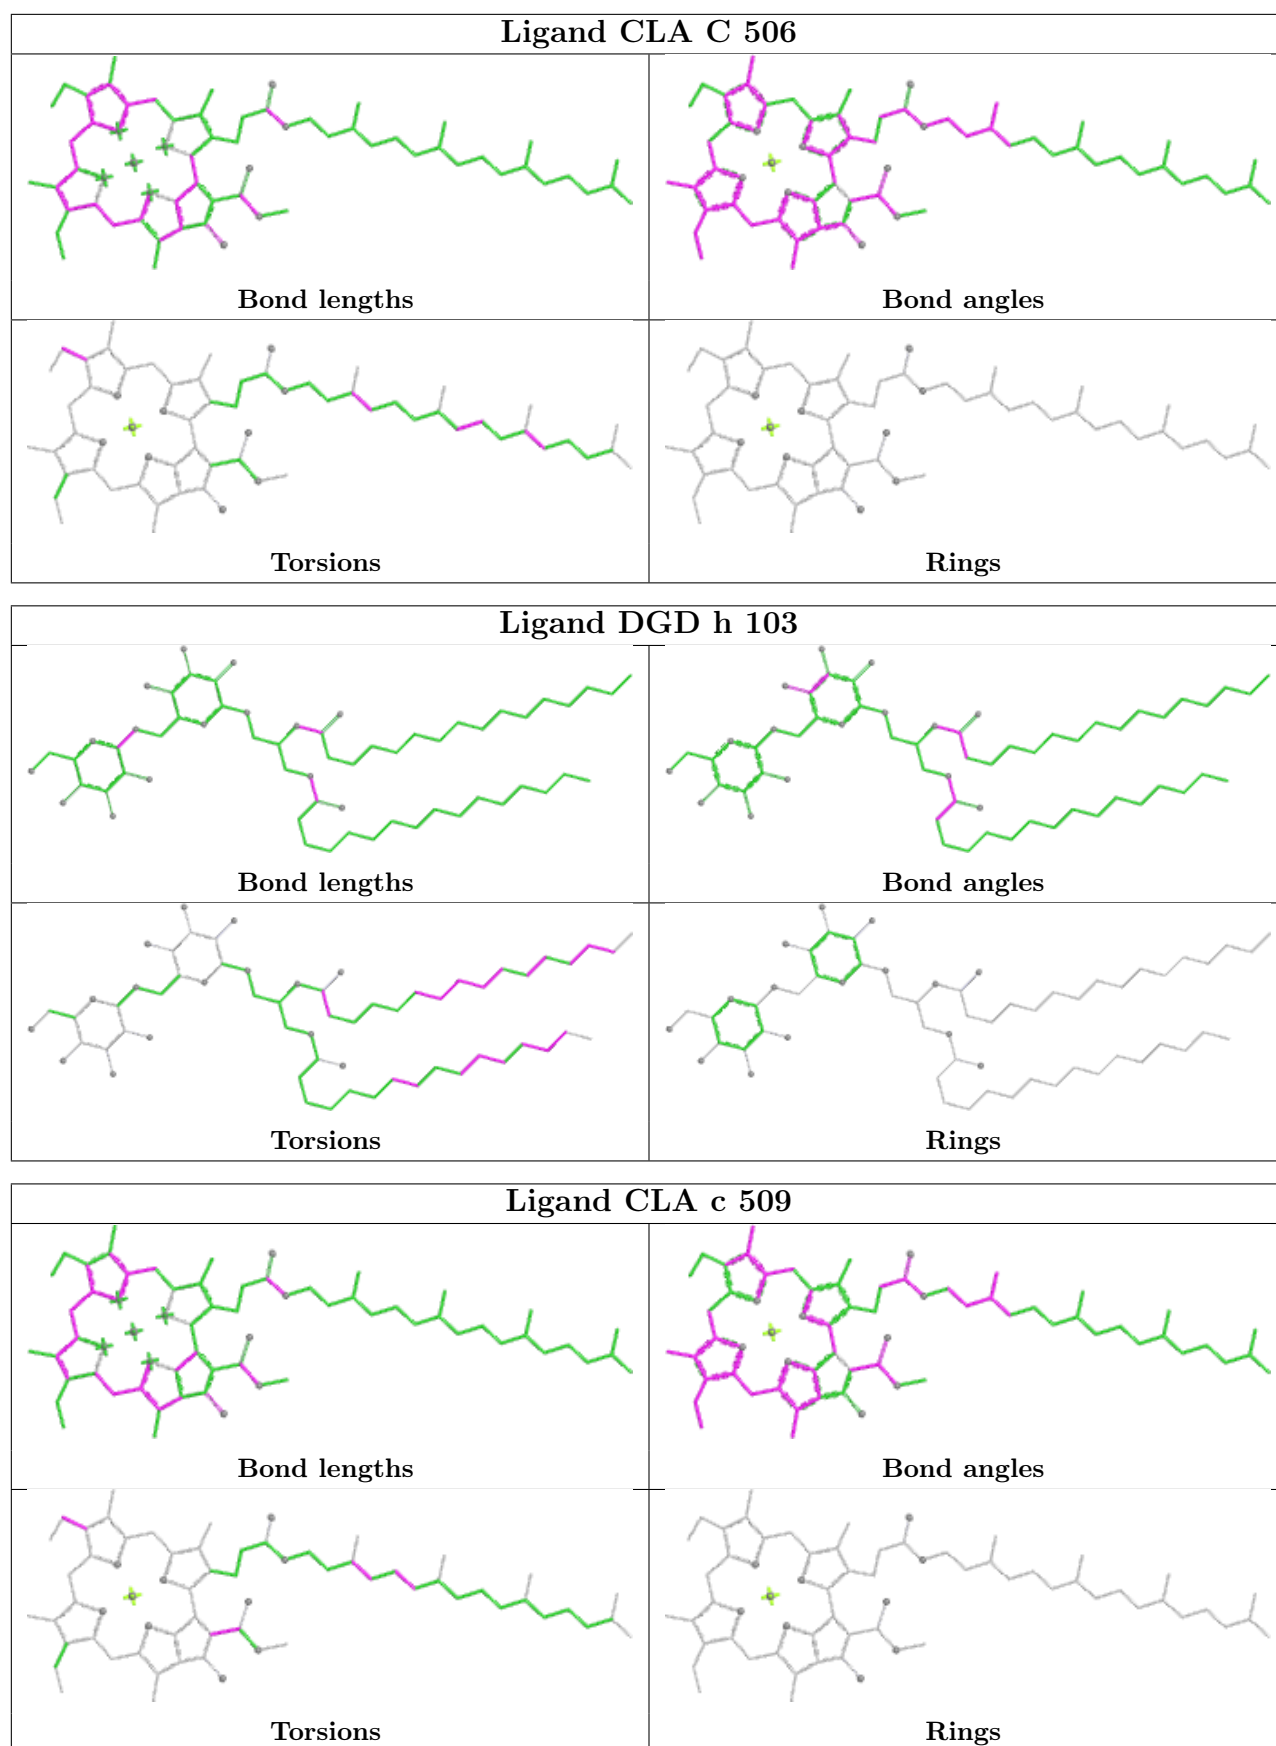 Ligand CLA C 506
Bond lengths
Bond angles
Torsions
Rings
Ligand DGD h 103
Bond lengths
Bond angles
Torsions
Rings
Ligand CLA c 509
Bond lengths
Bond angles
Torsions
Rings